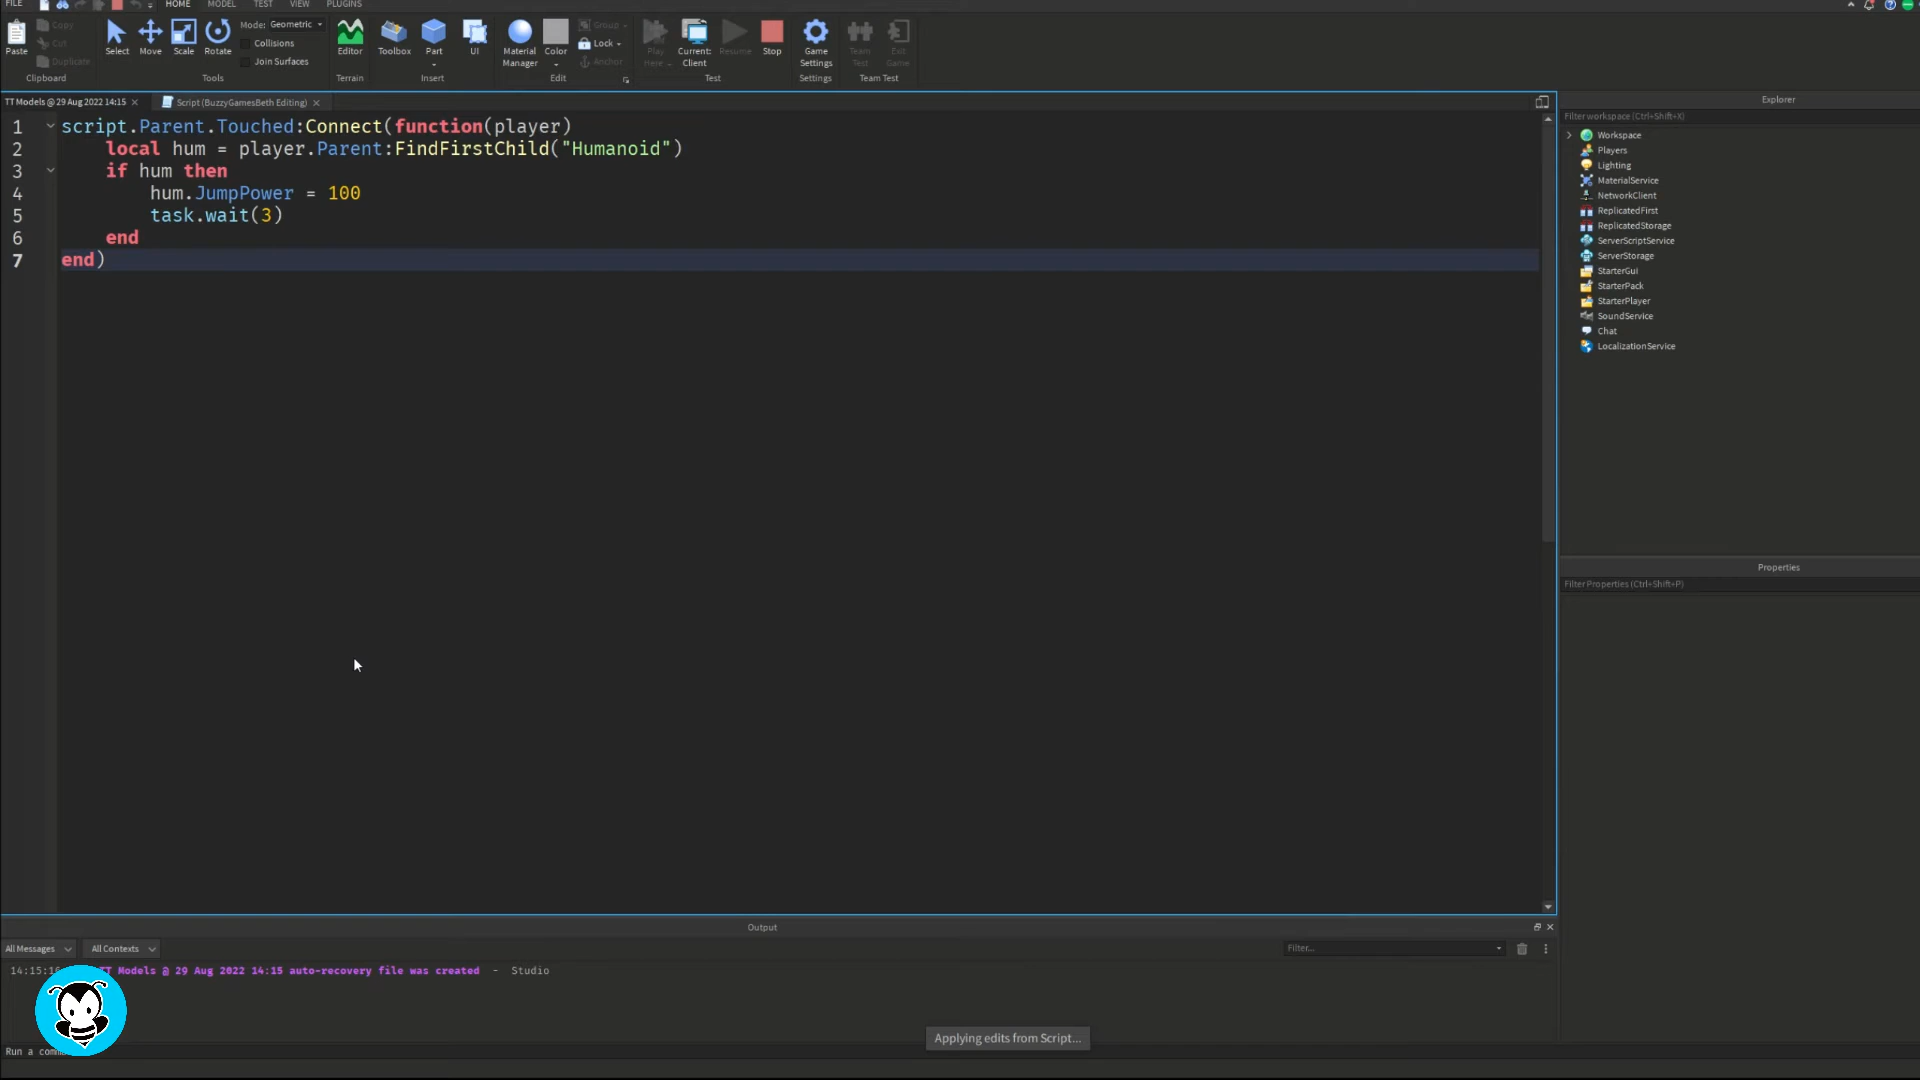 FILE HOME MODEL TEST VIEW PLUGINS
Paste
Copy
Cut
Duplicate
Clipboard
Select Move Scale Rotate
Mode: Geometric
Collisions
Join Surfaces
Tools
Editor
Terrain
Toolbox Part UI
Insert
Material Manager
Color
Group
Lock
Anchor
Edit
Play Here
Current: Client
Resume
Stop
Test
Game Settings
Settings
Team Test
Exit Game
Team Test
TT Models @ 29 Aug 2022 14:15
Script (BuzzyGamesBeth Editing)
1 script.Parent.Touched:Connect(function(player)
2 local hum = player.Parent:FindFirstChild("Humanoid")
3 if hum then
4 hum.JumpPower = 100
5 task.wait(3)
6 end
7 end)
Explorer
Filter workspace (Ctrl+Shift+X)
Workspace
Players
Lighting
MaterialService
NetworkClient
ReplicatedFirst
ReplicatedStorage
ServerScriptService
ServerStorage
StarterGui
StarterPack
StarterPlayer
SoundService
Chat
LocalizationService
Properties
Filter Properties (Ctrl+Shift+P)
Output
All Messages All Contexts Filter...
TT Models @ 29 Aug 2022 14:15 auto-recovery file was created - Studio
Applying edits from Script...
Run a